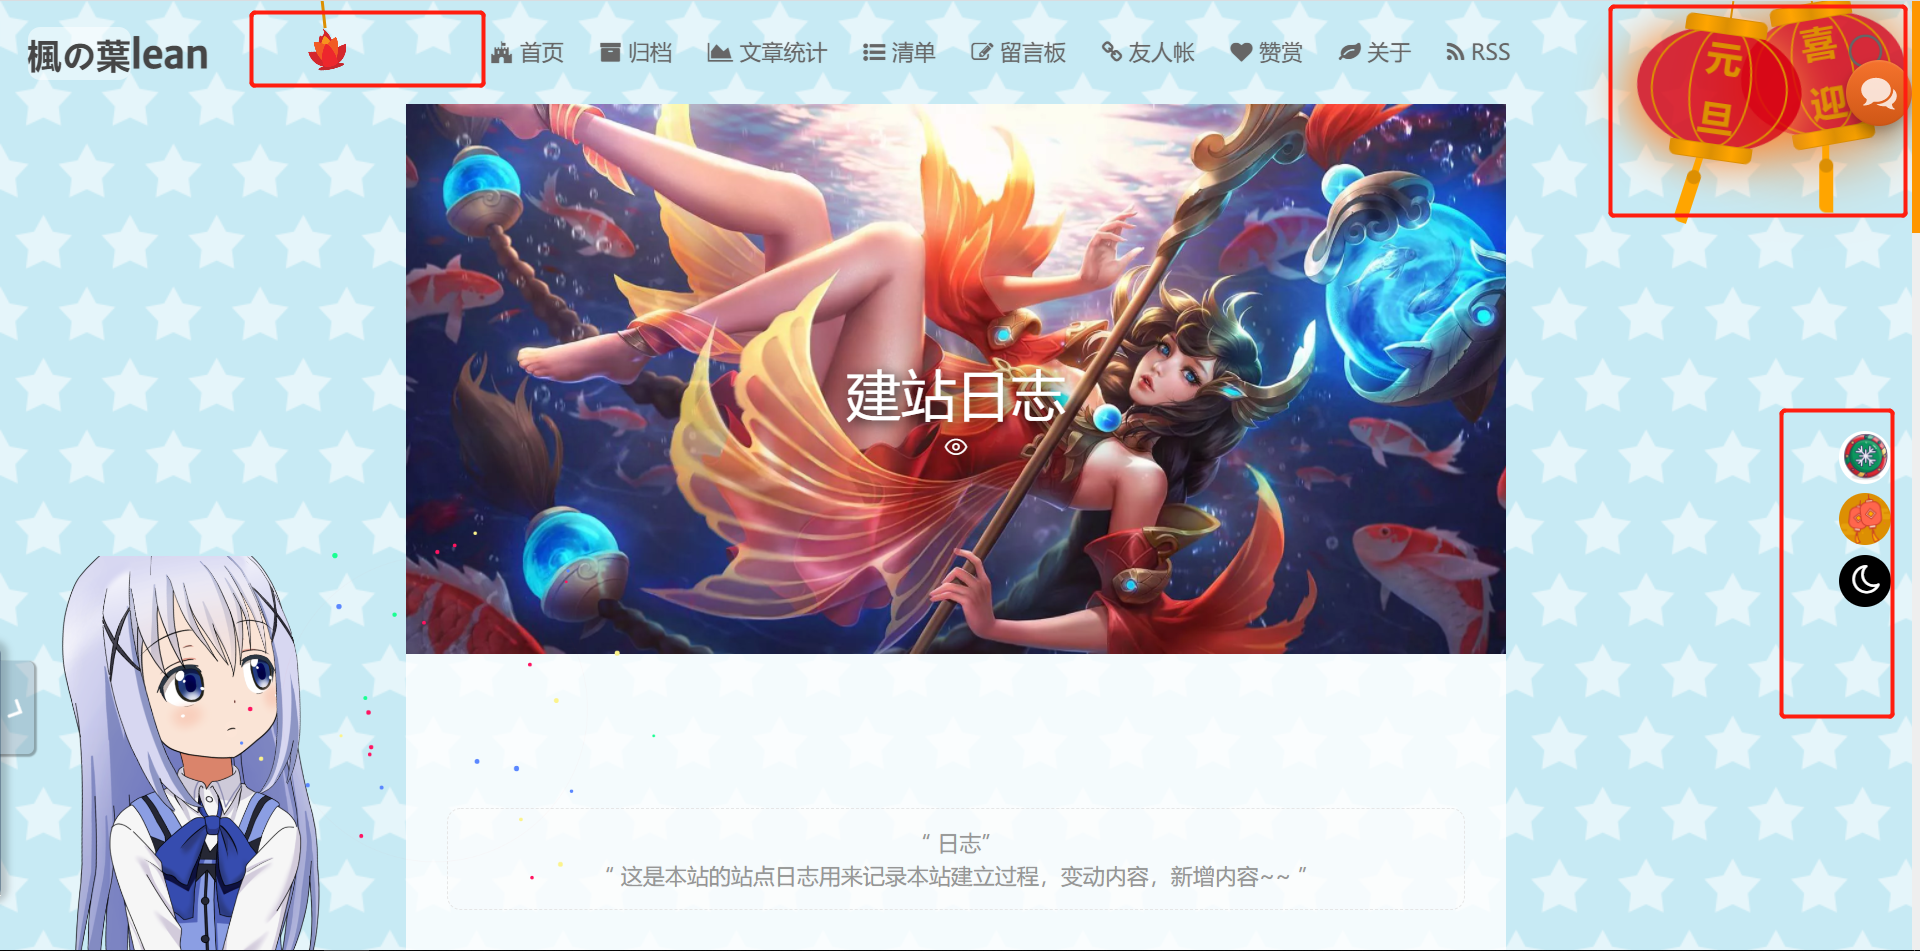 楓の葉lean
首页 归档 文章统计 清单 留言板 友人帐 赞赏 关于 RSS
元旦
喜迎
建站日志
“ 日志”
“ 这是本站的站点日志用来记录本站建立过程，变动内容，新增内容~~ ”